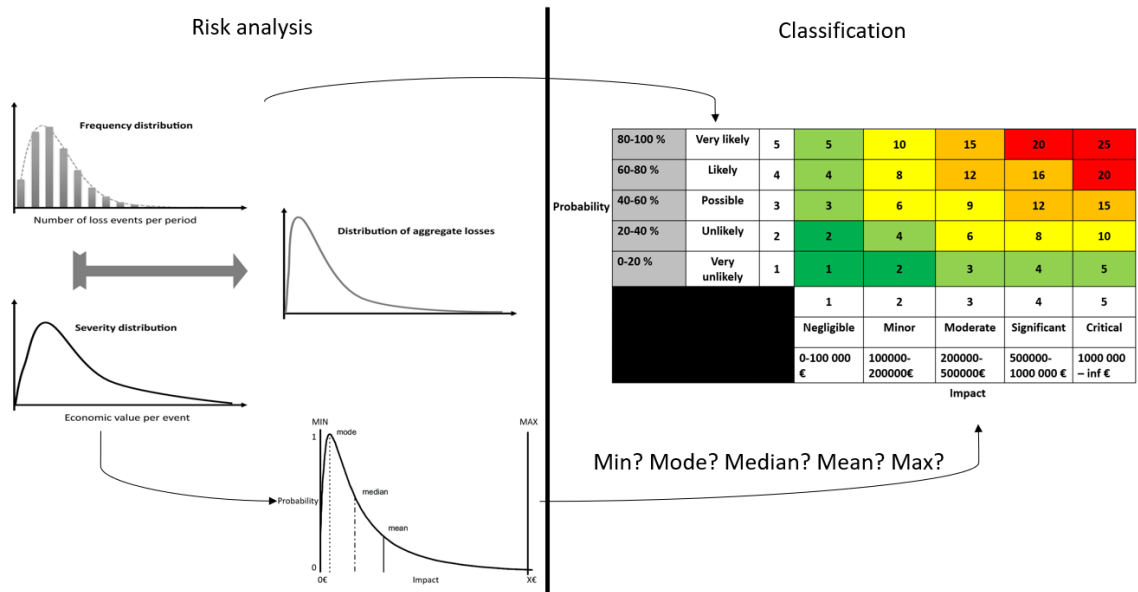 Risk analysis
Frequency distribution
Number of loss events per period
Distribution of aggregate losses
Severity distribution
Economic value per event
MIN
MAX
1
mode
median
mean
Probability
0
0€
Impact
X€
Classification
80-100 % Very likely 5 5 10 15 20 25
60-80 % Likely 4 4 8 12 16 20
Probability 40-60 % Possible 3 3 6 9 12 15
20-40 % Unlikely 2 2 4 6 8 10
0-20 % Very 1 1 2 3 4 5
unlikely
1 2 3 4 5
Negligible Minor Moderate Significant Critical
0-100 000 100000- 200000- 500000- 1000 000
€ 200000€ 500000€ 1000 000 € – inf €
Impact
Min? Mode? Median? Mean? Max?